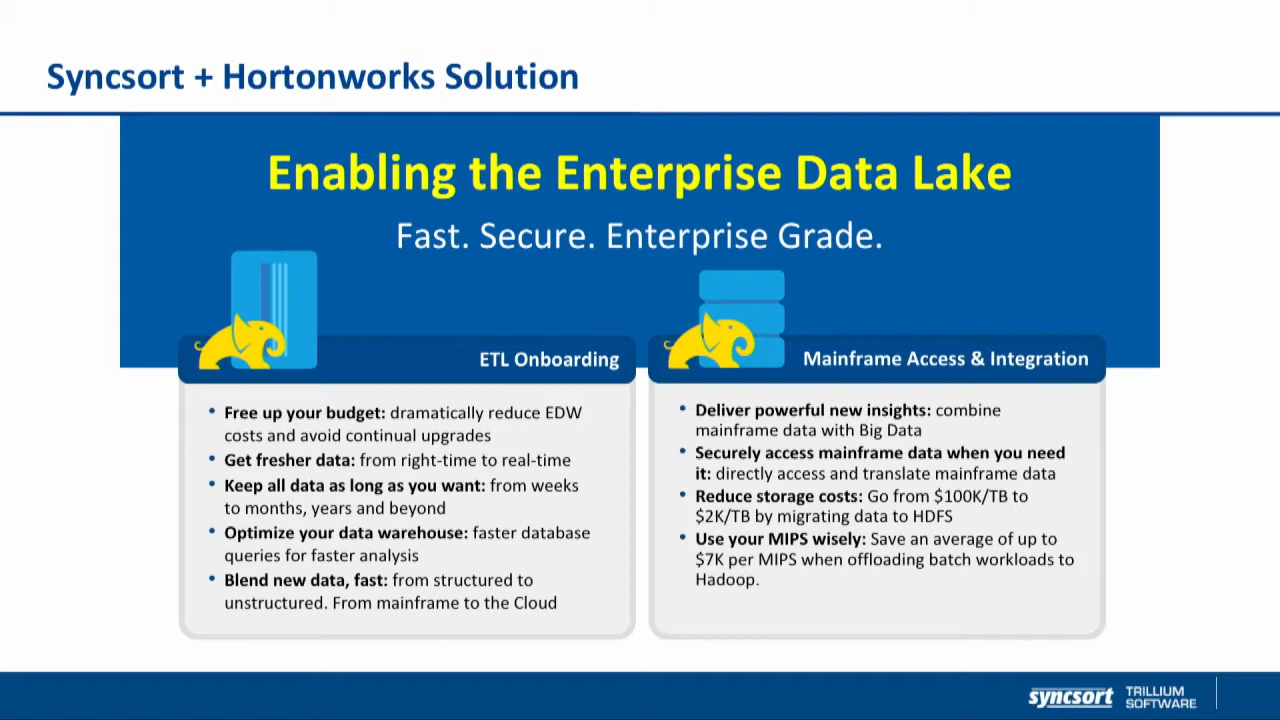 Syncsort + Hortonworks Solution
Enabling the Enterprise Data Lake
Fast. Secure. Enterprise Grade.
ETL Onboarding
• Free up your budget: dramatically reduce EDW
costs and avoid continual upgrades
• Get fresher data: from right-time to real-time
• Keep all data as long as you want: from weeks
to months, years and beyond
• Optimize your data warehouse: faster database
queries for faster analysis
• Blend new data, fast: from structured to
unstructured. From mainframe to the Cloud
Mainframe Access & Integration
• Deliver powerful new insights: combine
mainframe data with Big Data
• Securely access mainframe data when you need
it: directly access and translate mainframe data
• Reduce storage costs: Go from $100K/TB to
$2K/TB by migrating data to HDFS
• Use your MIPS wisely: Save an average of up to
$7K per MIPS when offloading batch workloads to
Hadoop.
syncsort
TRILLIUM
SOFTWARE